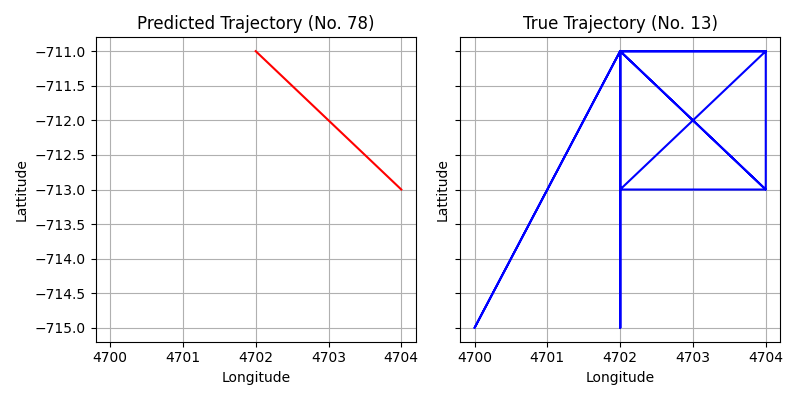 Predicted Trajectory (No. 78)
True Trajectory (No. 13)
Lattitude
−711.0
−711.5
−712.0
−712.5
−713.0
−713.5
−714.0
−714.5
−715.0
4700 4701 4702 4703 4704
Longitude
Lattitude
4700 4701 4702 4703 4704
Longitude